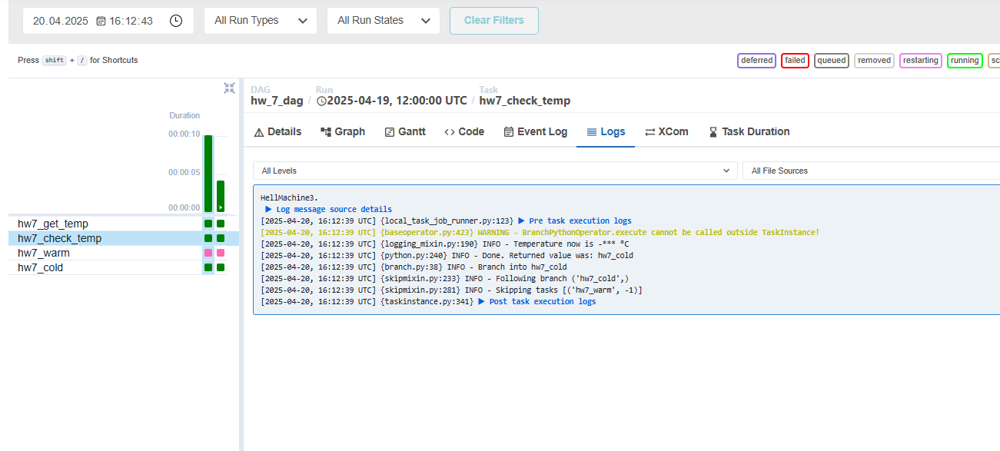 20.04.2025 16:12:43
All Run Types
All Run States
Clear Filters
Press shift + / for Shortcuts
deferred failed queued removed restarting running sc
DAG Run Task
hw_7_dag / 2025-04-19, 12:00:00 UTC / hw7_check_temp
Duration
00:00:10
00:00:05
00:00:00
hw7_get_temp
hw7_check_temp
hw7_warm
hw7_cold
Details Graph Gantt Code Event Log Logs XCom Task Duration
All Levels
All File Sources
HellMachine3.
▶ Log message source details
[2025-04-20, 16:12:39 UTC] {local_task_job_runner.py:123} ▶ Pre task execution logs
[2025-04-20, 16:12:39 UTC] {baseoperator.py:423} WARNING - BranchPythonOperator.execute cannot be called outside TaskInstance!
[2025-04-20, 16:12:39 UTC] {logging_mixin.py:190} INFO - Temperature now is -*** ºC
[2025-04-20, 16:12:39 UTC] {python.py:240} INFO - Done. Returned value was: hw7_cold
[2025-04-20, 16:12:39 UTC] {branch.py:38} INFO - Branch into hw7_cold
[2025-04-20, 16:12:39 UTC] {skipmixin.py:233} INFO - Following branch ('hw7_cold',)
[2025-04-20, 16:12:39 UTC] {skipmixin.py:281} INFO - Skipping tasks [('hw7_warm', -1)]
[2025-04-20, 16:12:39 UTC] {taskinstance.py:341} ▶ Post task execution logs